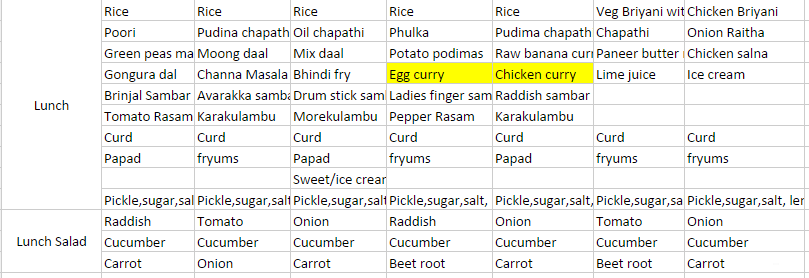 Rice Rice Rice Rice Rice Veg Briyani wit Chicken Briyani
Poori Pudina chapath Oil chapathi Phulka Pudima chapath Chapathi Onion Raitha
Green peas ma Moong daal Mix daal Potato podimas Raw banana curr Paneer butter Chicken salna
Gongura dal Channa Masala Bhindi fry Egg curry Chicken curry Lime juice Ice cream
Lunch Brinjal Sambar Avarakka samba Drum stick sam Ladies finger sam Raddish sambar
Tomato Rasam Karakulambu Morekulambu Pepper Rasam Karakulambu
Curd Curd Curd Curd Curd Curd Curd
Papad fryums Papad fryums Papad fryums fryums
Sweet/ice crear
Pickle,sugar,sal Pickle,sugar,salt Pickle,sugar,salt Pickle,sugar,salt, Pickle,sugar,salt, Pickle,sugar,sa Pickle,sugar,salt, ler
Raddish Tomato Onion Raddish Onion Tomato Onion
Lunch Salad Cucumber Cucumber Cucumber Cucumber Cucumber Cucumber Cucumber
Carrot Onion Carrot Beet root Carrot Beet root Carrot